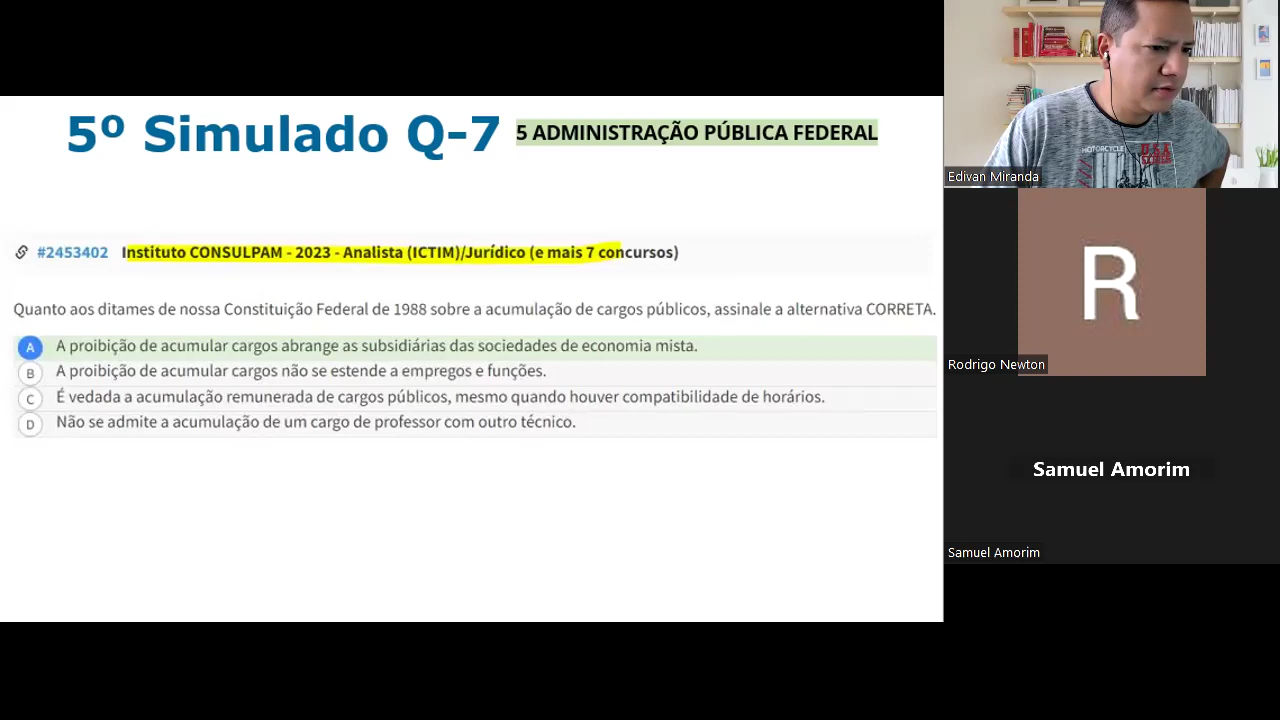 5º Simulado Q-7
5 ADMINISTRAÇÃO PÚBLICA FEDERAL
#2453402 Instituto CONSULPAM - 2023 - Analista (ICTIM)/Jurídico (e mais 7 concursos)
Quanto aos ditames de nossa Constituição Federal de 1988 sobre a acumulação de cargos públicos, assinale a alternativa CORRETA.
A A proibição de acumular cargos abrange as subsidiárias das sociedades de economia mista.
B A proibição de acumular cargos não se estende a empregos e funções.
C É vedada a acumulação remunerada de cargos públicos, mesmo quando houver compatibilidade de horários.
D Não se admite a acumulação de um cargo de professor com outro técnico.
MOTORCYCLE
USA
Edivan Miranda
R
Rodrigo Newton
Samuel Amorim
Samuel Amorim